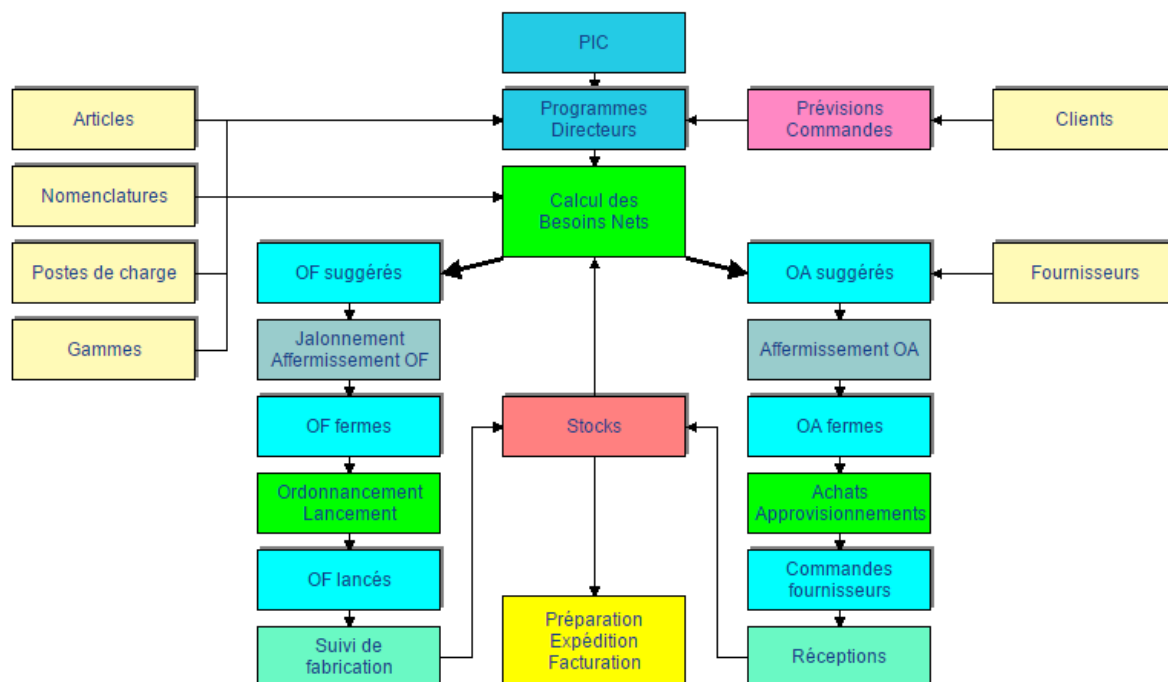 PIC
Articles
Programmes
Directeurs
Prévisions
Commandes
Clients
Nomenclatures
Calcul des
Besoins Nets
Postes de charge
OF suggérés
OA suggérés
Fournisseurs
Gammes
Jalonnement
Affermissement OF
Affermissement OA
OF fermes
Stocks
OA fermes
Ordonnancement
Lancement
Achats
Approvisionnements
OF lancés
Commandes
fournisseurs
Suivi de
fabrication
Préparation
Expédition
Facturation
Réceptions